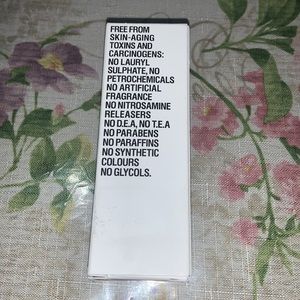 FREE FROM
SKIN-AGING
TOXINS AND
CARCINOGENS:
NO LAURYL
SULPHATE, NO
PETROCHEMICALS
NO ARTIFICIAL
FRAGRANCE
NO NITROSAMINE
RELEASERS
NO D.E.A, NO T.E.A
NO PARABENS
NO PARAFFINS
NO SYNTHETIC
COLOURS
NO GLYCOLS.